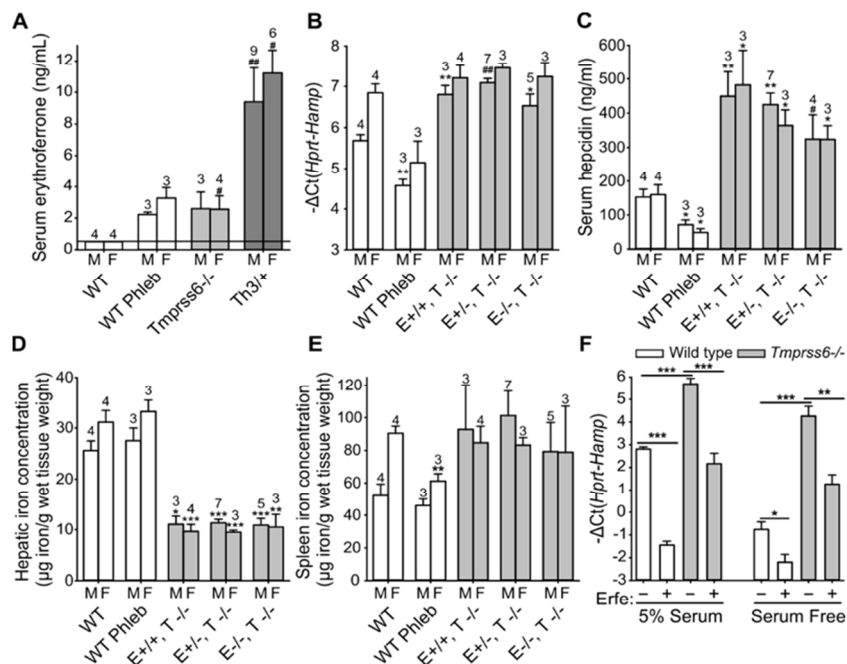 A
Serum erythroferrone (ng/mL)
12
10
8
6
4
2
0
4 4 3 3 3 4 # 9 ## 6 #
M F M F M F M F
WT
WT Phleb
Tmprss6-/-
Th3/+
B
-ΔCt(Hprt-Hamp)
8
7
6
5
4
3
4 4 3 ** 3 3 ** 4 7 ## 3 5 * 3
M F M F M F M F M F
WT
WT Phleb
E+/+, T -/-
E+/-, T -/-
E-/-, T -/-
C
Serum hepcidin (ng/ml)
600
500
400
300
200
100
0
4 4 3 * 3 * 3 ** 3 * 7 ** 3 * 4 # 3 *
M F M F M F M F M F
WT
WT Phleb
E+/+, T -/-
E+/-, T -/-
E-/-, T -/-
D
Hepatic iron concentration
(µg iron/g wet tissue weight)
40
30
20
10
0
4 4 3 3 3 * 4 *** 7 *** 3 *** 5 *** 3 **
M F M F M F M F M F
WT
WT Phleb
E+/+, T -/-
E+/-, T -/-
E-/-, T -/-
E
Spleen iron concentration
(µg iron/g wet tissue weight)
120
100
80
60
40
20
0
4 4 3 3 ** 3 4 7 3 5 3
M F M F M F M F M F
WT
WT Phleb
E+/+, T -/-
E+/-, T -/-
E-/-, T -/-
F
Wild type Tmprss6-/-
-ΔCt(Hprt-Hamp)
6
5
4
3
2
1
0
-1
-2
-3
*** ***
***
*** **
*
Erfe: − + − + − + − +
5% Serum Serum Free